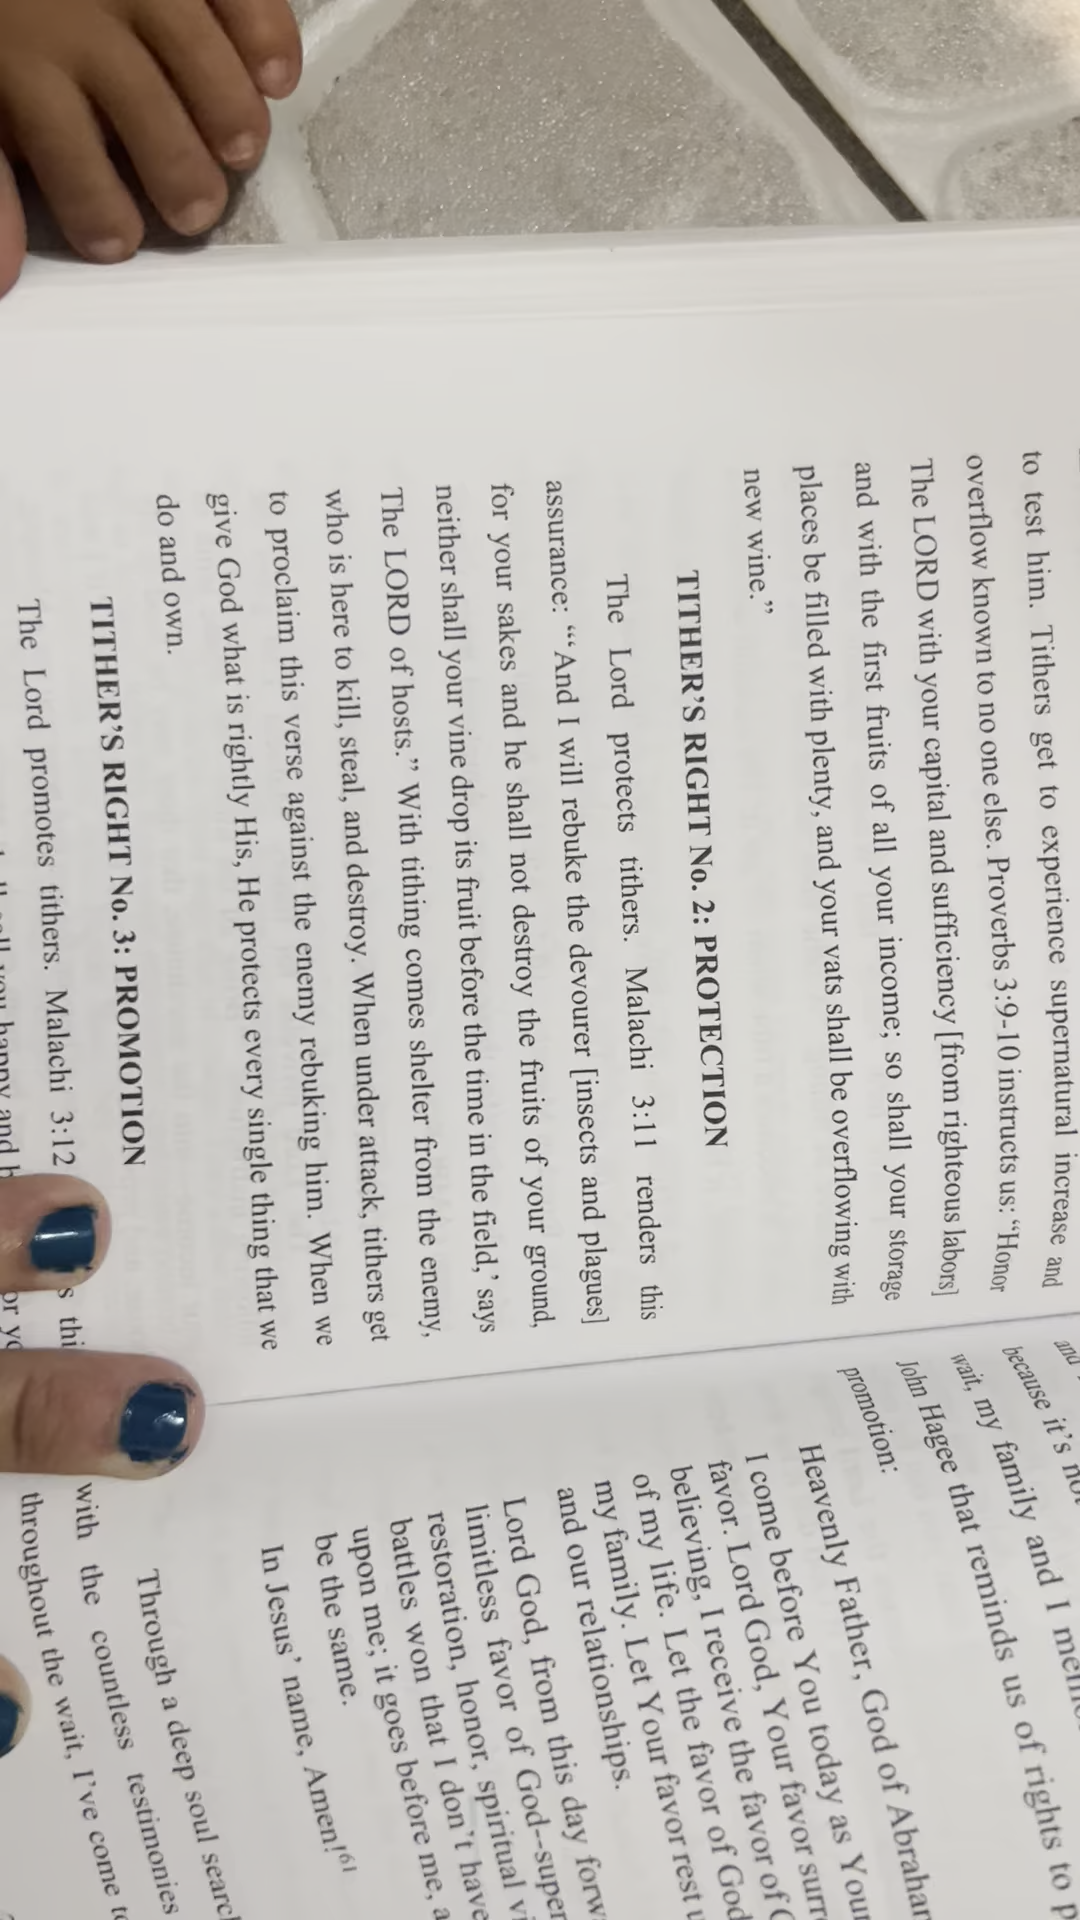 to test him. Tithers get to experience supernatural increase and
overflow known to no one else. Proverbs 3:9-10 instructs us: “Honor
The LORD with your capital and sufficiency [from righteous labors]
and with the first fruits of all your income; so shall your storage
places be filled with plenty, and your vats shall be overflowing with
new wine.”
TITHER’S RIGHT No. 2: PROTECTION
The Lord protects tithers. Malachi 3:11 renders this
assurance: “‘And I will rebuke the devourer [insects and plagues]
for your sakes and he shall not destroy the fruits of your ground,
neither shall your vine drop its fruit before the time in the field,’ says
The LORD of hosts.” With tithing comes shelter from the enemy,
who is here to kill, steal, and destroy. When under attack, tithers get
to proclaim this verse against the enemy rebuking him. When we
give God what is rightly His, He protects every single thing that we
do and own.
TITHER’S RIGHT No. 3: PROMOTION
The Lord promotes tithers. Malachi 3:12
you happy and
and
because it’s not
wait, my family and I
John Hagee that reminds us of rights to
promotion:
Heavenly Father, God of
I come before You today as
favor. Lord God, Your favor
believing, I receive the favor of
of my life. Let the favor of God
my family. Let Your favor rest
and our relationships.
Lord God, from this day
limitless favor of God--
restoration, honor, spiritual
battles won that I don’t have
upon me; it goes before me,
be the same.
In Jesus’ name, Amen!61
Through a deep soul
with the countless testimonies
throughout the wait, I’ve come